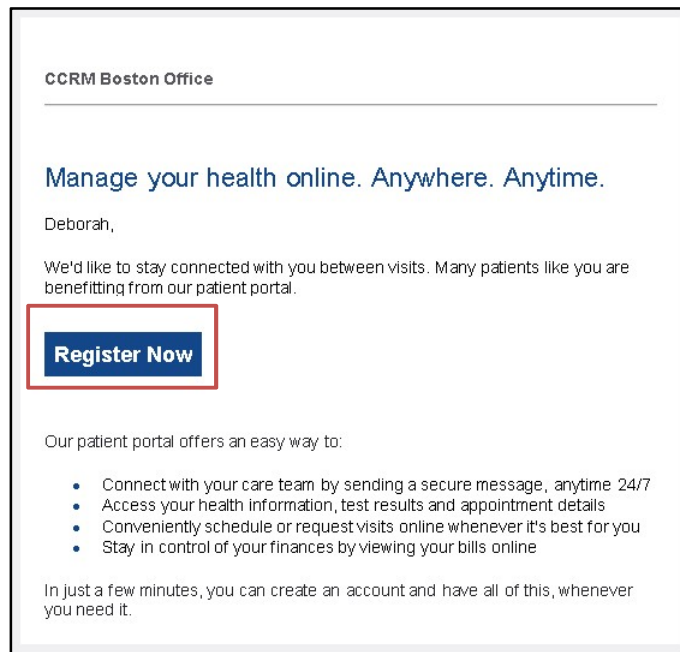 CCRM Boston Office
Manage your health online. Anywhere. Anytime.
Deborah,
We'd like to stay connected with you between visits. Many patients like you are
benefitting from our patient portal.
Register Now
Our patient portal offers an easy way to:
• Connect with your care team by sending a secure message, anytime 24/7
• Access your health information, test results and appointment details
• Conveniently schedule or request visits online whenever it's best for you
• Stay in control of your finances by viewing your bills online
In just a few minutes, you can create an account and have all of this, whenever
you need it.